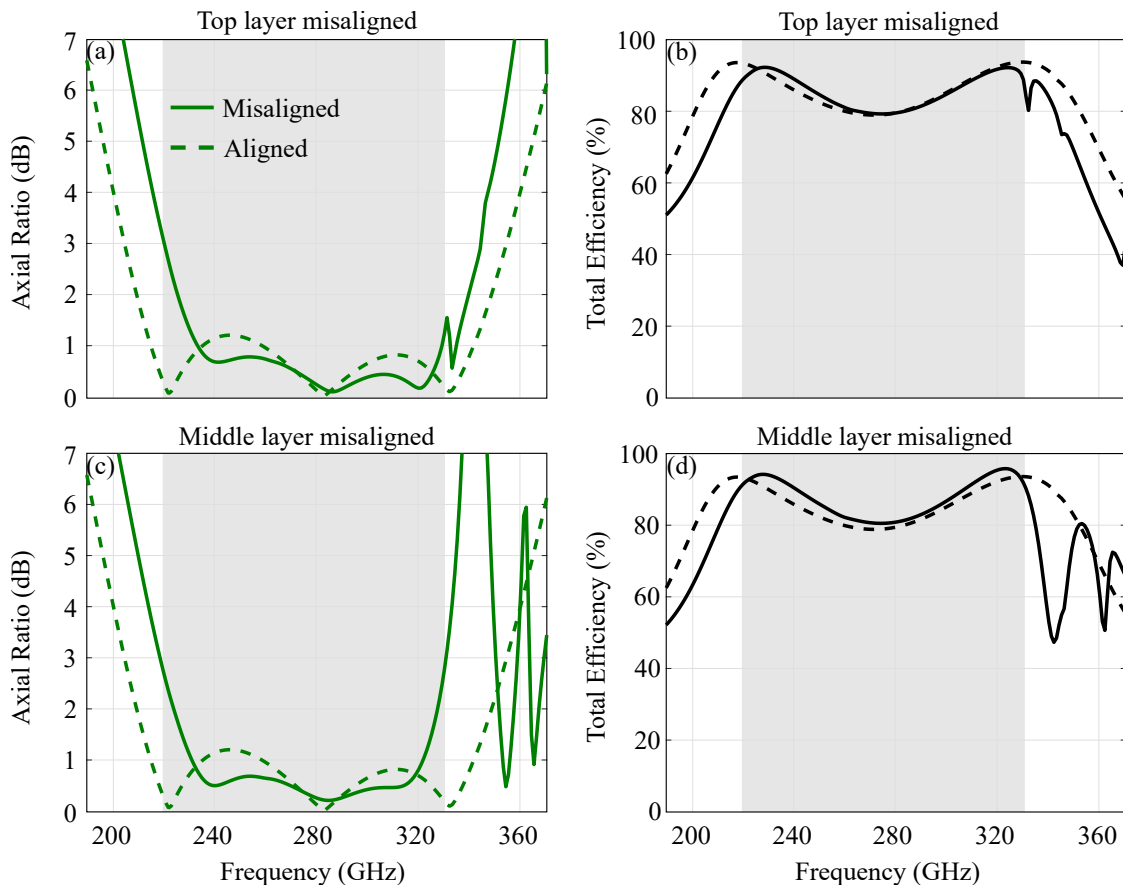 Top layer misaligned
(a)
7
6
5
4
3
2
1
0
Axial Ratio (dB)
Misaligned
Aligned
Top layer misaligned
(b)
100
80
60
40
20
0
Total Efficiency (%)
Middle layer misaligned
(c)
7
6
5
4
3
2
1
0
Axial Ratio (dB)
200 240 280 320 360
Frequency (GHz)
Middle layer misaligned
(d)
100
80
60
40
20
0
Total Efficiency (%)
200 240 280 320 360
Frequency (GHz)